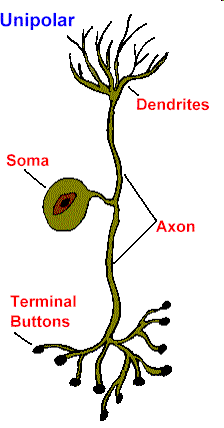 Unipolar
Dendrites
Soma
Axon
Terminal
Buttons